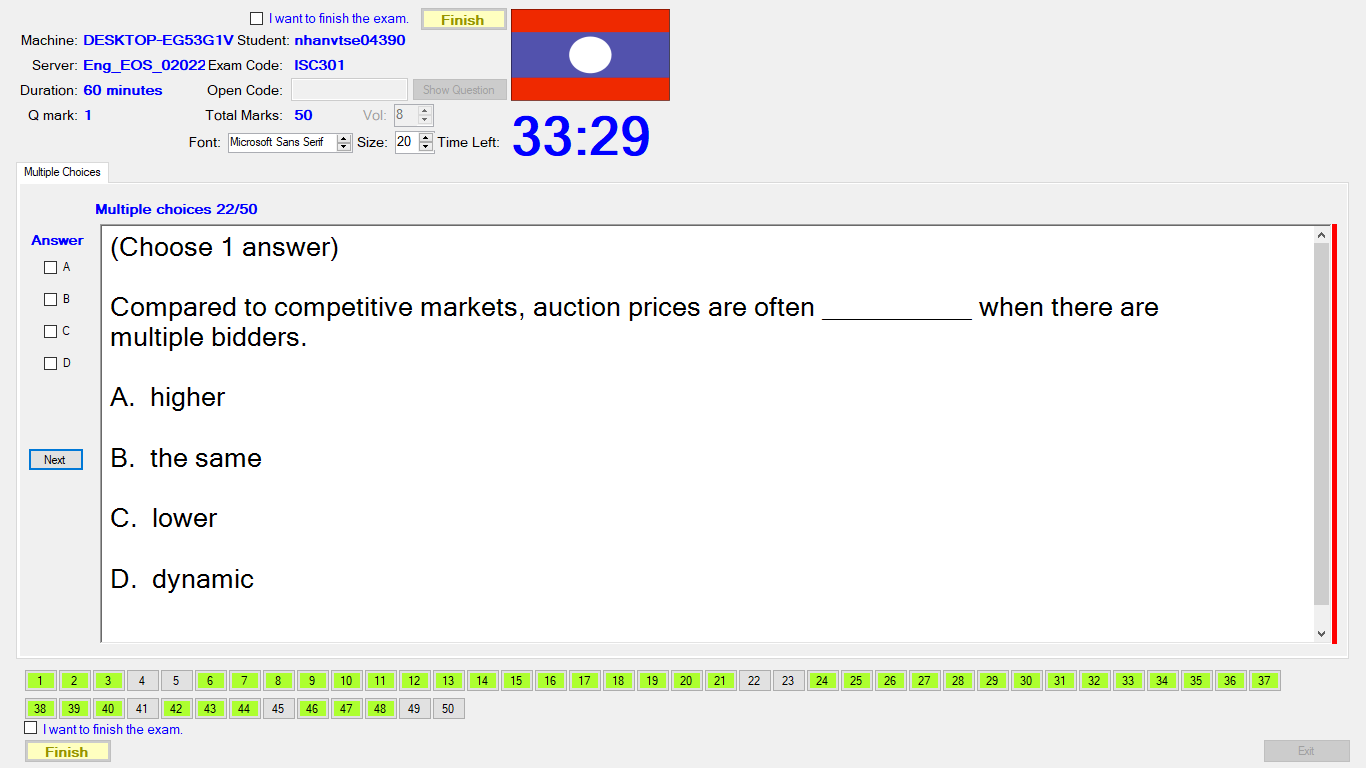 I want to finish the exam.
Finish
Machine: DESKTOP-EG53G1V Student: nhanvtse04390
Server: Eng_EOS_02022 Exam Code: ISC301
Duration: 60 minutes Open Code: Show Question
Q mark: 1 Total Marks: 50 Vol: 8
Font: Microsoft Sans Serif Size: 20 Time Left: 33:29
Multiple Choices
Multiple choices 22/50
Answer
A
B
C
D
Next
(Choose 1 answer)
Compared to competitive markets, auction prices are often ___________ when there are
multiple bidders.
A. higher
B. the same
C. lower
D. dynamic
1 2 3 4 5 6 7 8 9 10 11 12 13 14 15 16 17 18 19 20 21 22 23 24 25 26 27 28 29 30 31 32 33 34 35 36 37
38 39 40 41 42 43 44 45 46 47 48 49 50
I want to finish the exam.
Finish
Exit